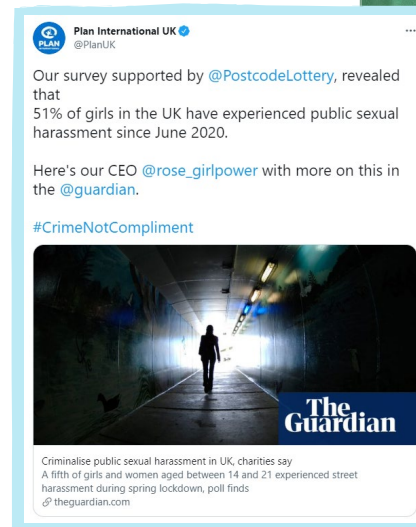 Plan International UK
@PlanUK
PLAN
Our survey supported by @PostcodeLottery, revealed
that
51% of girls in the UK have experienced public sexual
harassment since June 2020.
Here's our CEO @rose_girlpower with more on this in
the @guardian.
#CrimeNotCompliment
The
Guardian
Criminalise public sexual harassment in UK, charities say
A fifth of girls and women aged between 14 and 21 experienced street
harassment during spring lockdown, poll finds
theguardian.com